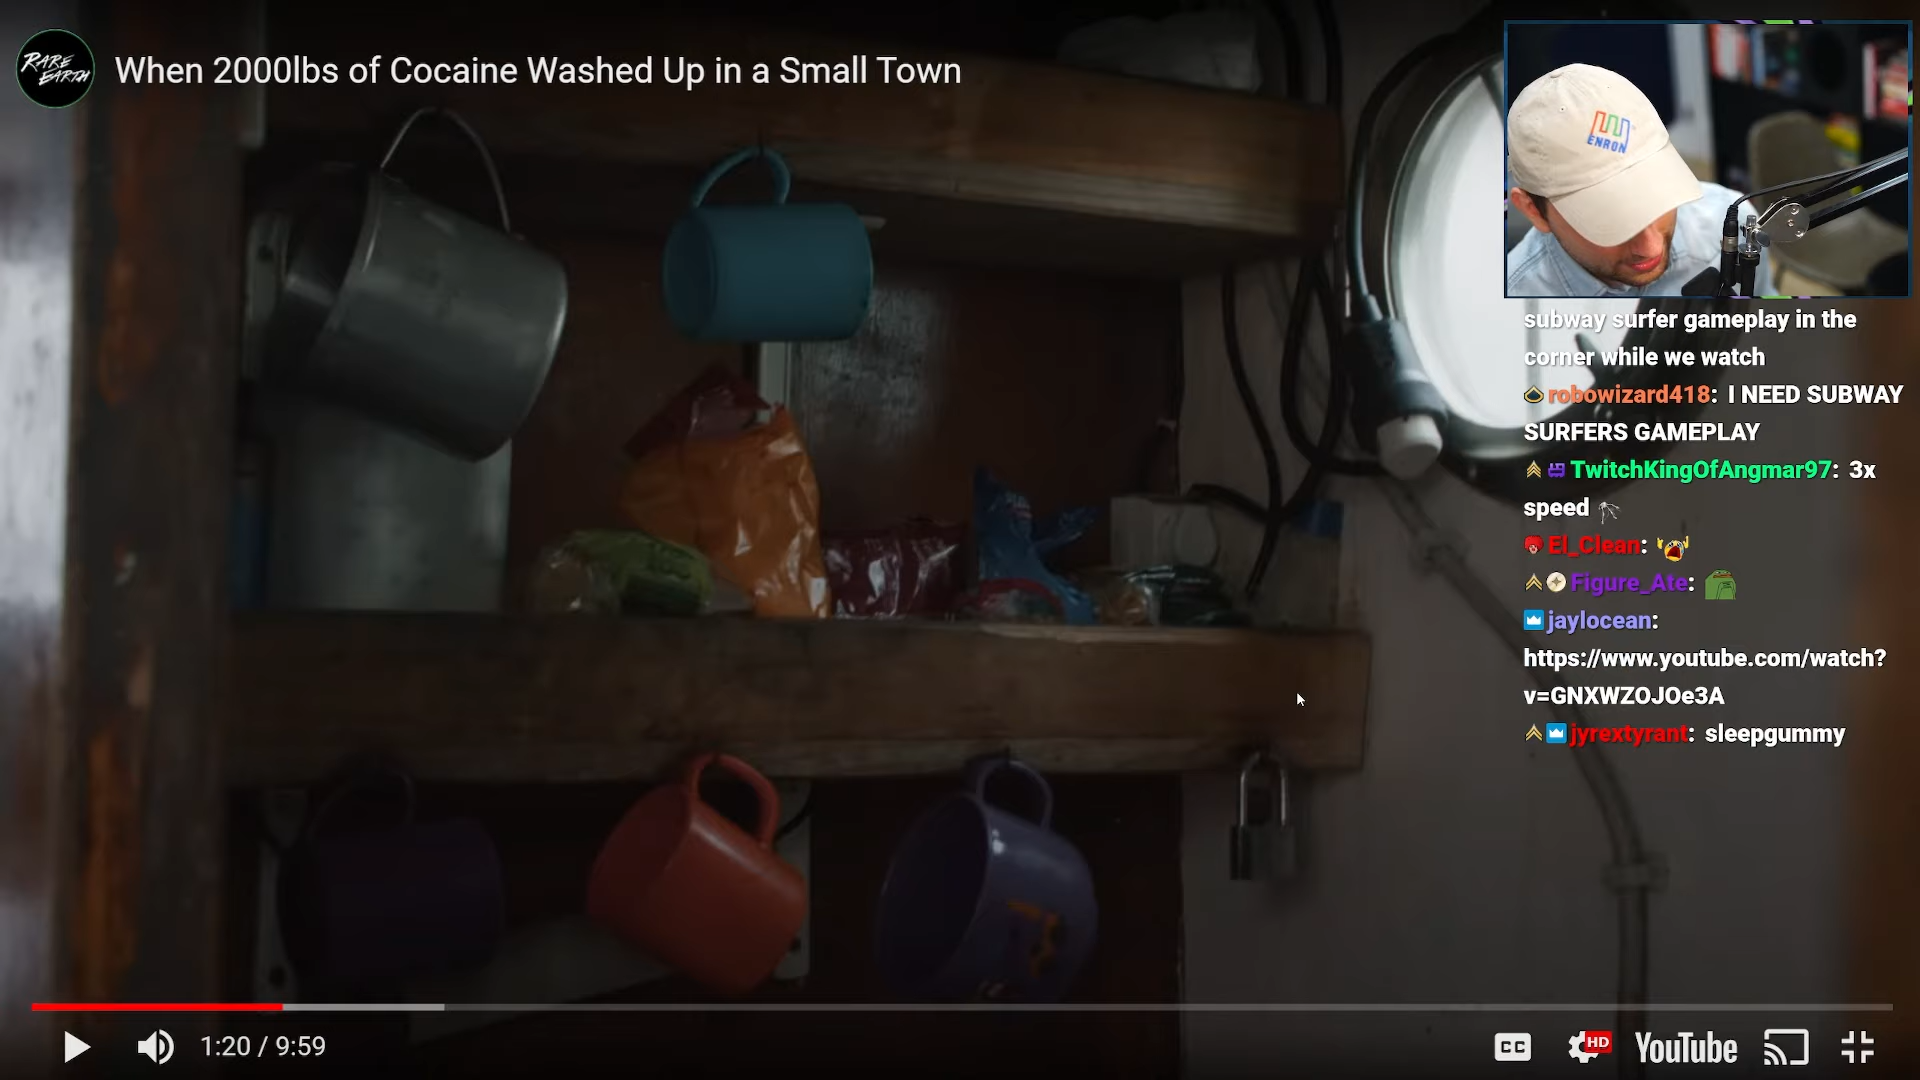 RARE
EARTH
When 2000lbs of Cocaine Washed Up in a Small Town
ENRON
subway surfer gameplay in the
corner while we watch
robowizard418: I NEED SUBWAY
SURFERS GAMEPLAY
TwitchKingOfAngmar97: 3x
speed
El_Clean:
Figure_Ate:
jaylocean:
https://www.youtube.com/watch?
v=GNXWZOJOe3A
jyrextyrant: sleepgummy
1:20 / 9:59
CC
HD
YouTube